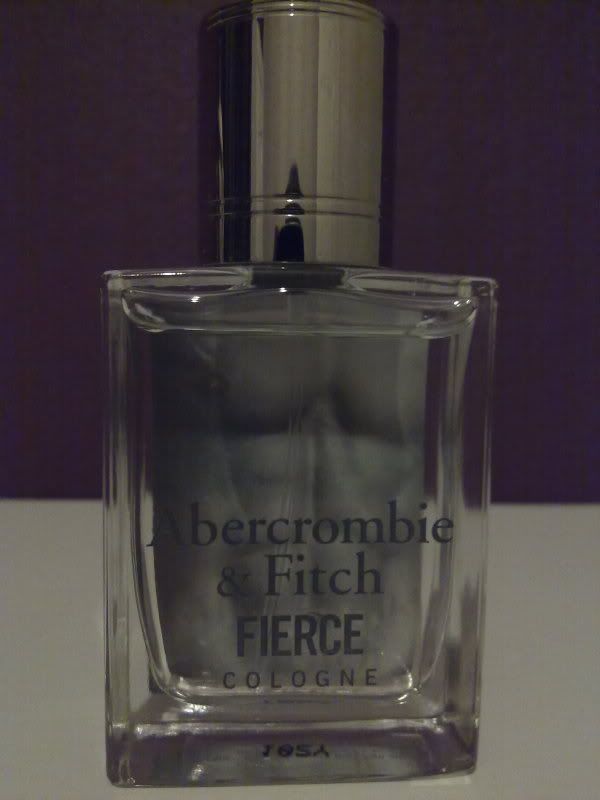 Abercrombie
& Fitch
FIERCE
COLOGNE